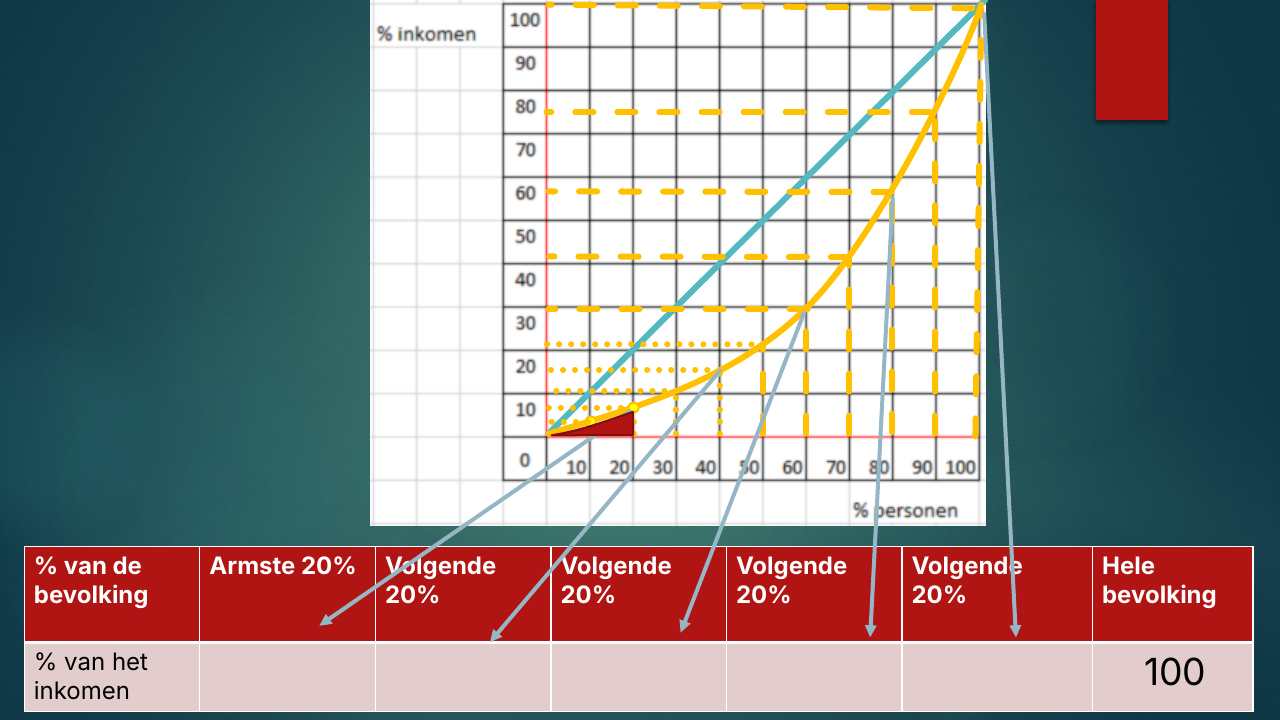 % inkomen
100
90
80
70
60
50
40
30
20
10
0
10 20 30 40 50 60 70 80 90 100
% personen
% van de bevolking
Armste 20%
Volgende 20%
Volgende 20%
Volgende 20%
Volgende 20%
Hele bevolking
% van het inkomen
100